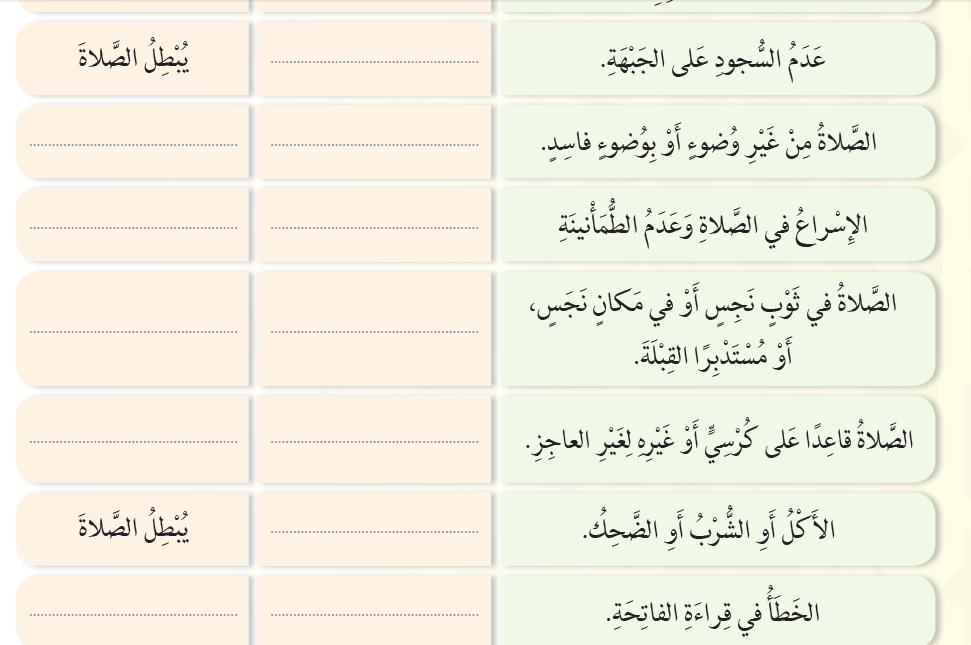 عَدَمُ السُّجودِ عَلى الجَبْهَةِ.
يُبْطِلُ الصَّلاةَ
الصَّلاةُ مِنْ غَيْرِ وُضوءٍ أَوْ بِوُضوءٍ فاسِدٍ.
الإِسْراعُ في الصَّلاةِ وَعَدَمُ الطُّمَأْنينَةِ
الصَّلاةُ في ثَوْبٍ نَجِسٍ أَوْ في مَكانٍ نَجَسٍ،
أَوْ مُسْتَدْبِرًا القِبْلَةَ.
الصَّلاةُ قاعِدًا عَلى كُرْسِيٍّ أَوْ غَيْرِهِ لِغَيْرِ العاجِزِ.
الأَكْلُ أَوِ الشُّرْبُ أَوِ الضَّحِكُ.
يُبْطِلُ الصَّلاةَ
الخَطَأُ في قِراءَةِ الفاتِحَةِ.